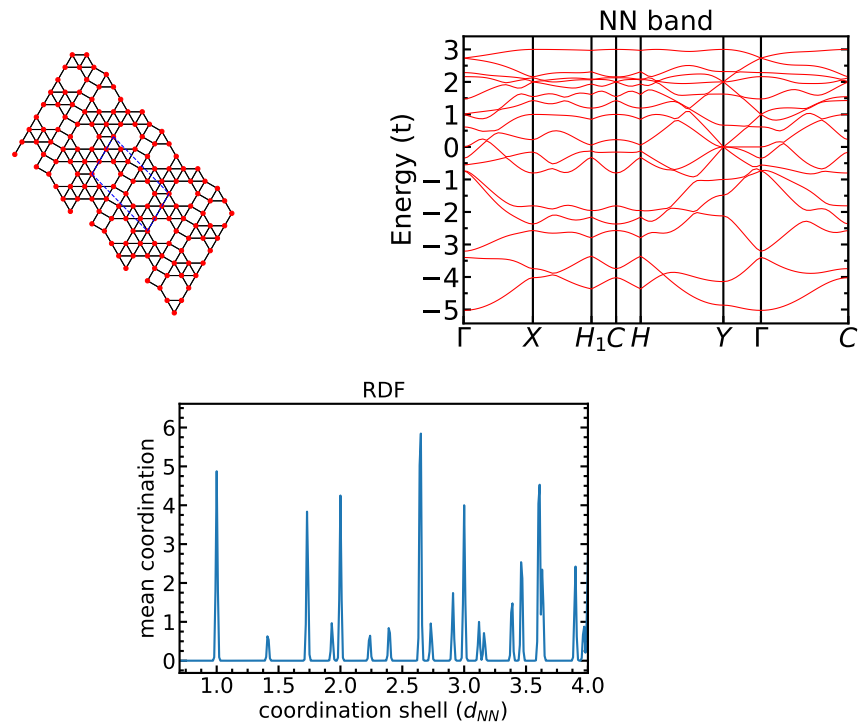 NN band
Energy (t)
3
2
1
0
−1
−2
−3
−4
−5
Γ X H₁ C H Y Γ C
RDF
mean coordination
6
5
4
3
2
1
0
1.0 1.5 2.0 2.5 3.0 3.5 4.0
coordination shell (d_NN)